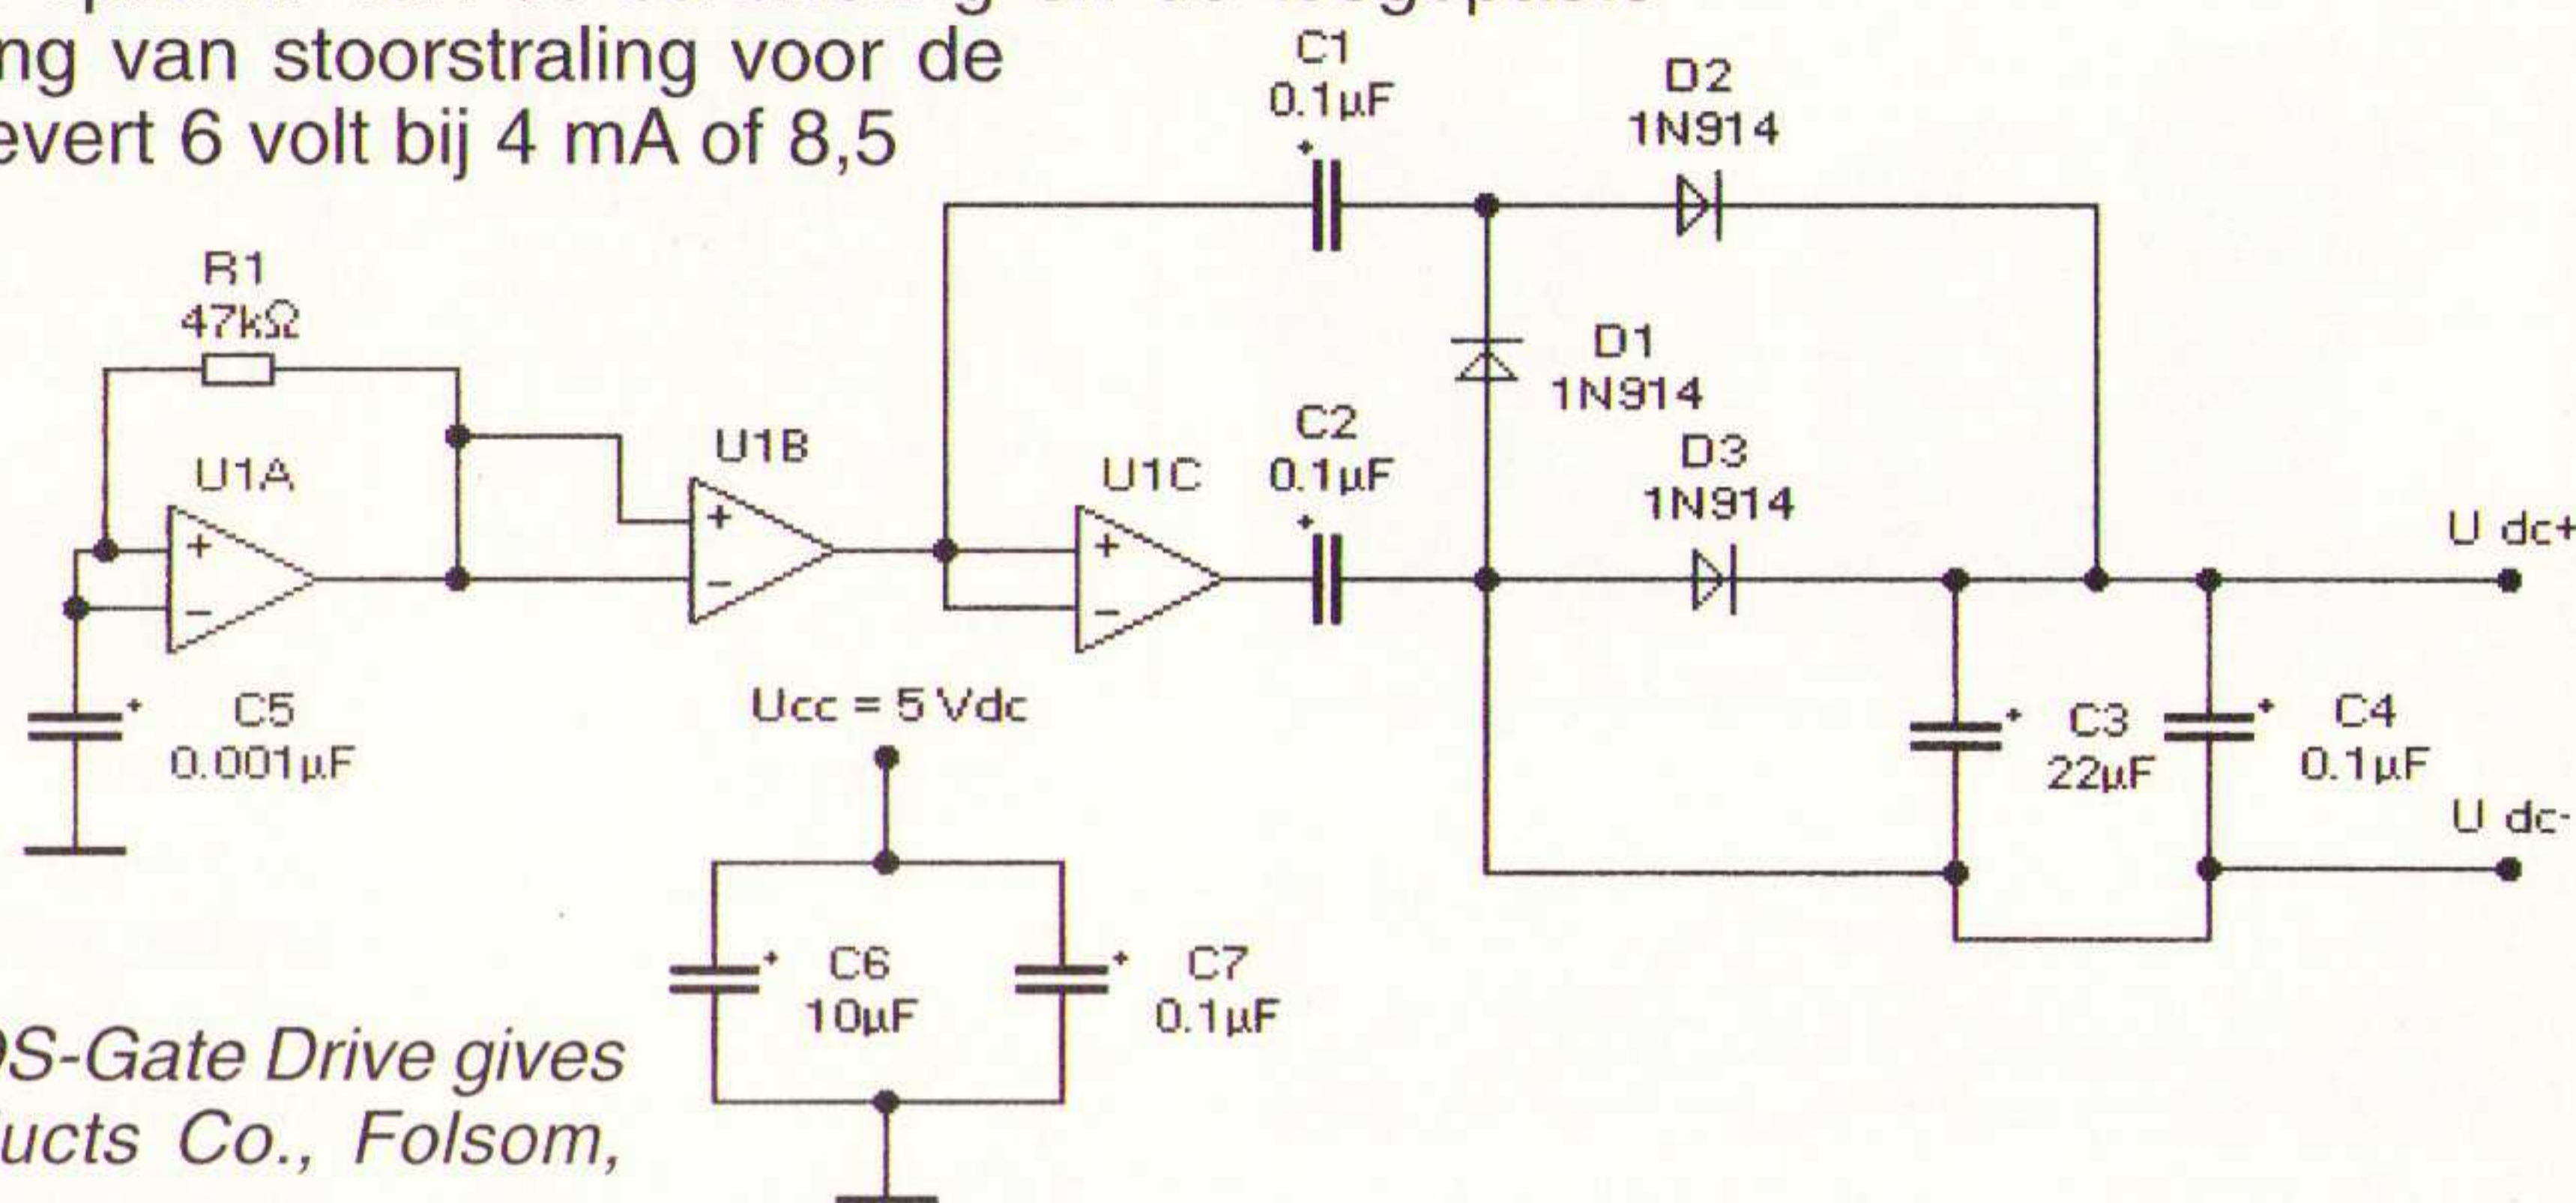 ng van stoorstraling voor de
evert 6 volt bij 4 mA of 8,5
C1
0.1µF
D2
1N914
R1
47kΩ
D1
1N914
C2
0.1µF
U1B
U1A
U1C
D3
1N914
U dc+
+
-
+
-
+
-
C5
0.001µF
Ucc = 5 Vdc
C3
22µF
C4
0.1µF
U dc-
C6
10µF
C7
0.1µF
OS-Gate Drive gives
ducts Co., Folsom,